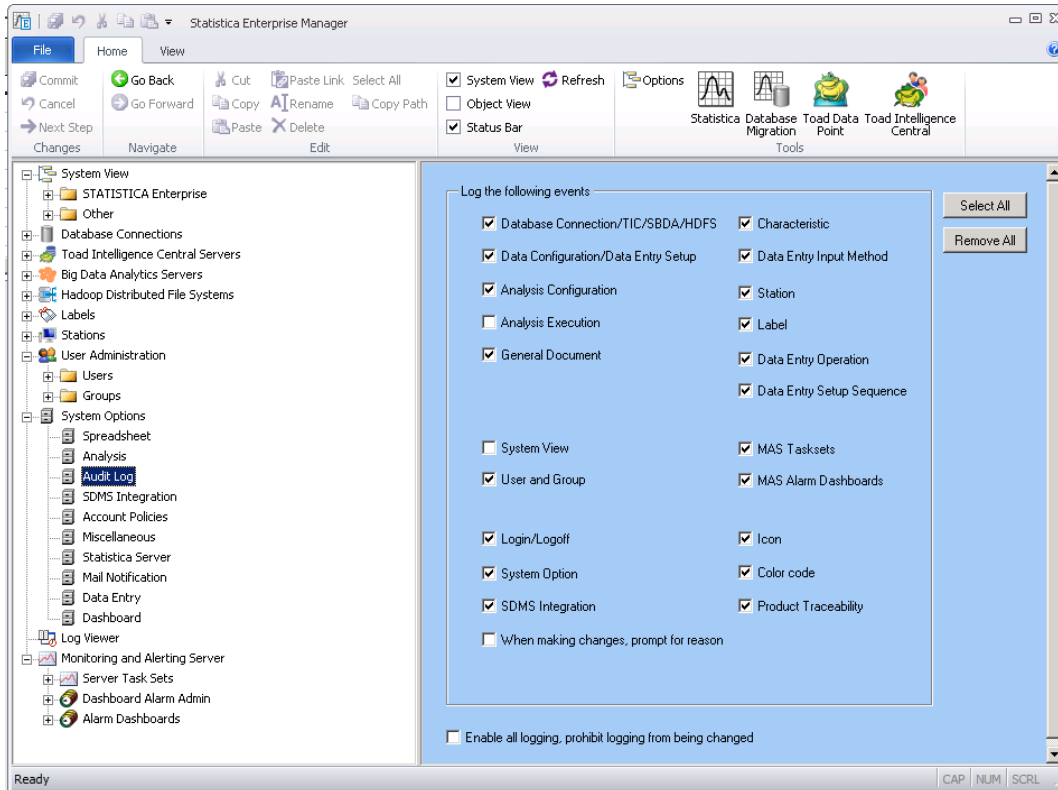 Statistica Enterprise Manager
File Home View
Commit Go Back Cut Paste Link Select All System View Refresh Options
Cancel Go Forward Copy Rename Copy Path Object View
Next Step Paste Delete Status Bar
Statistica Database Migration Toad Data Point Toad Intelligence Central
Changes Navigate Edit View Tools
System View
STATISTICA Enterprise
Other
Database Connections
Toad Intelligence Central Servers
Big Data Analytics Servers
Hadoop Distributed File Systems
Labels
Stations
User Administration
Users
Groups
System Options
Spreadsheet
Analysis
Audit Log
SDMS Integration
Account Policies
Miscellaneous
Statistica Server
Mail Notification
Data Entry
Dashboard
Log Viewer
Monitoring and Alerting Server
Server Task Sets
Dashboard Alarm Admin
Alarm Dashboards
Log the following events
Database Connection/TIC/SBDA/HDFS
Data Configuration/Data Entry Setup
Analysis Configuration
Analysis Execution
General Document
System View
User and Group
Login/Logoff
System Option
SDMS Integration
When making changes, prompt for reason
Characteristic
Data Entry Input Method
Station
Label
Data Entry Operation
Data Entry Setup Sequence
MAS Tasksets
MAS Alarm Dashboards
Icon
Color code
Product Traceability
Select All
Remove All
Enable all logging, prohibit logging from being changed
Ready CAP NUM SCRL